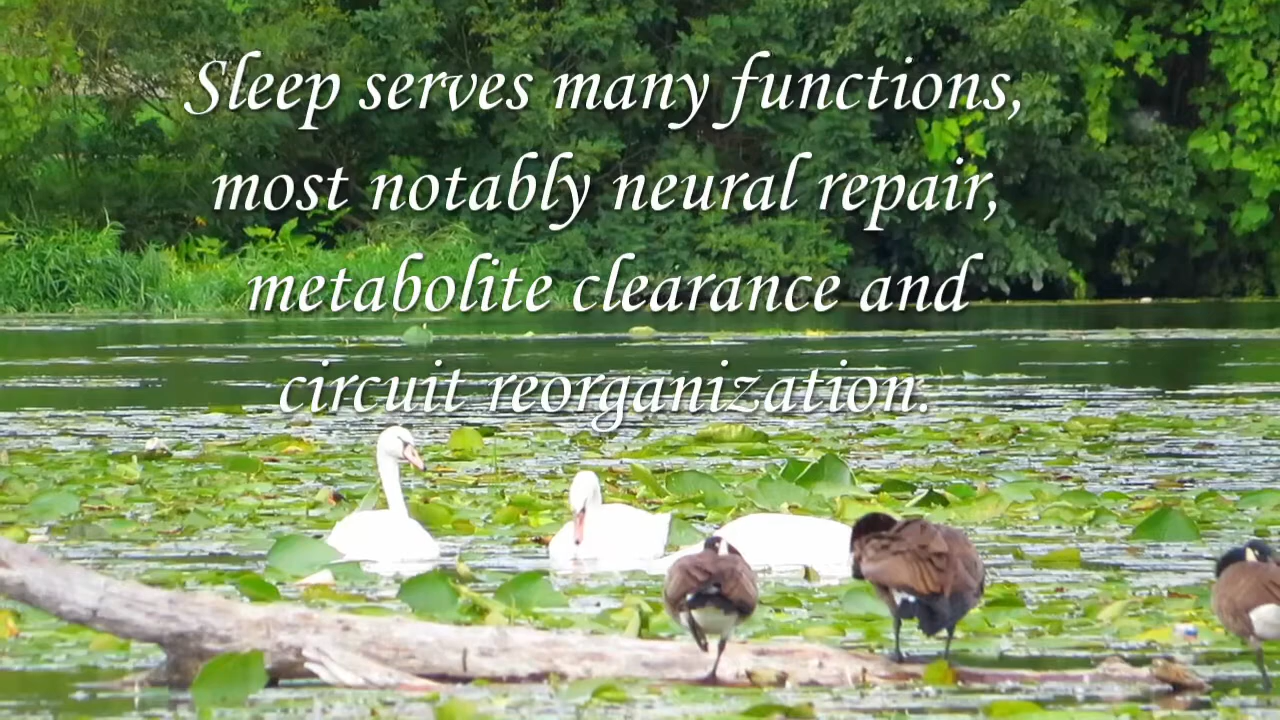 Sleep serves many functions,
most notably neural repair,
metabolite clearance and
circuit reorganization.